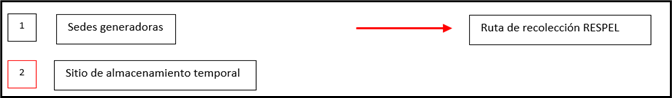 1 Sedes generadoras Ruta de recolección RESPEL
2 Sitio de almacenamiento temporal